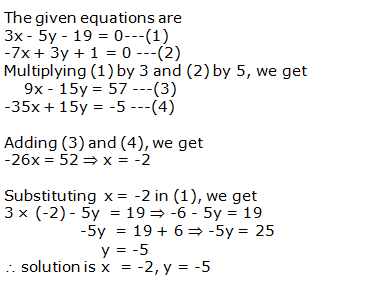 The given equations are
3x - 5y - 19 = 0---(1)
-7x + 3y + 1 = 0 ---(2)
Multiplying (1) by 3 and (2) by 5, we get
9x - 15y = 57 ---(3)
-35x + 15y = -5 ---(4)
Adding (3) and (4), we get
-26x = 52 ⇒ x = -2
Substituting x = -2 in (1), we get
3 × (-2) - 5y = 19 ⇒ -6 - 5y = 19
-5y = 19 + 6 ⇒ -5y = 25
y = -5
∴ solution is x = -2, y = -5